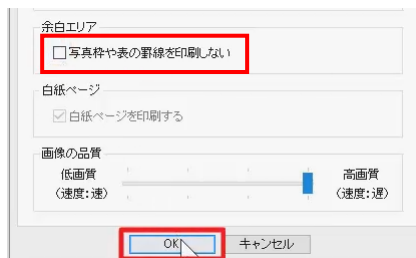 余白エリア
写真枠や表の罫線を印刷しない
白紙ページ
白紙ページを印刷する
画像の品質
低画質 高画質
(速度:速) (速度:遅)
OK キャンセル